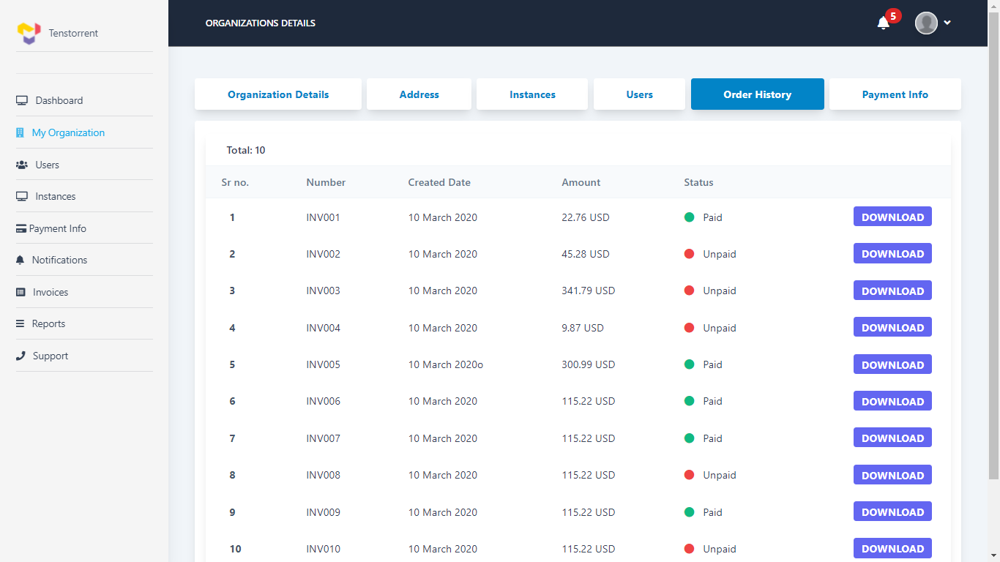 Tenstorrent
ORGANIZATIONS DETAILS
5
Dashboard
My Organization
Users
Instances
Payment Info
Notifications
Invoices
Reports
Support
Organization Details Address Instances Users Order History Payment Info
Total: 10
Sr no. Number Created Date Amount Status
1 INV001 10 March 2020 22.76 USD Paid DOWNLOAD
2 INV002 10 March 2020 45.28 USD Unpaid DOWNLOAD
3 INV003 10 March 2020 341.79 USD Unpaid DOWNLOAD
4 INV004 10 March 2020 9.87 USD Unpaid DOWNLOAD
5 INV005 10 March 2020o 300.99 USD Paid DOWNLOAD
6 INV006 10 March 2020 115.22 USD Paid DOWNLOAD
7 INV007 10 March 2020 115.22 USD Paid DOWNLOAD
8 INV008 10 March 2020 115.22 USD Unpaid DOWNLOAD
9 INV009 10 March 2020 115.22 USD Paid DOWNLOAD
10 INV010 10 March 2020 115.22 USD Unpaid DOWNLOAD